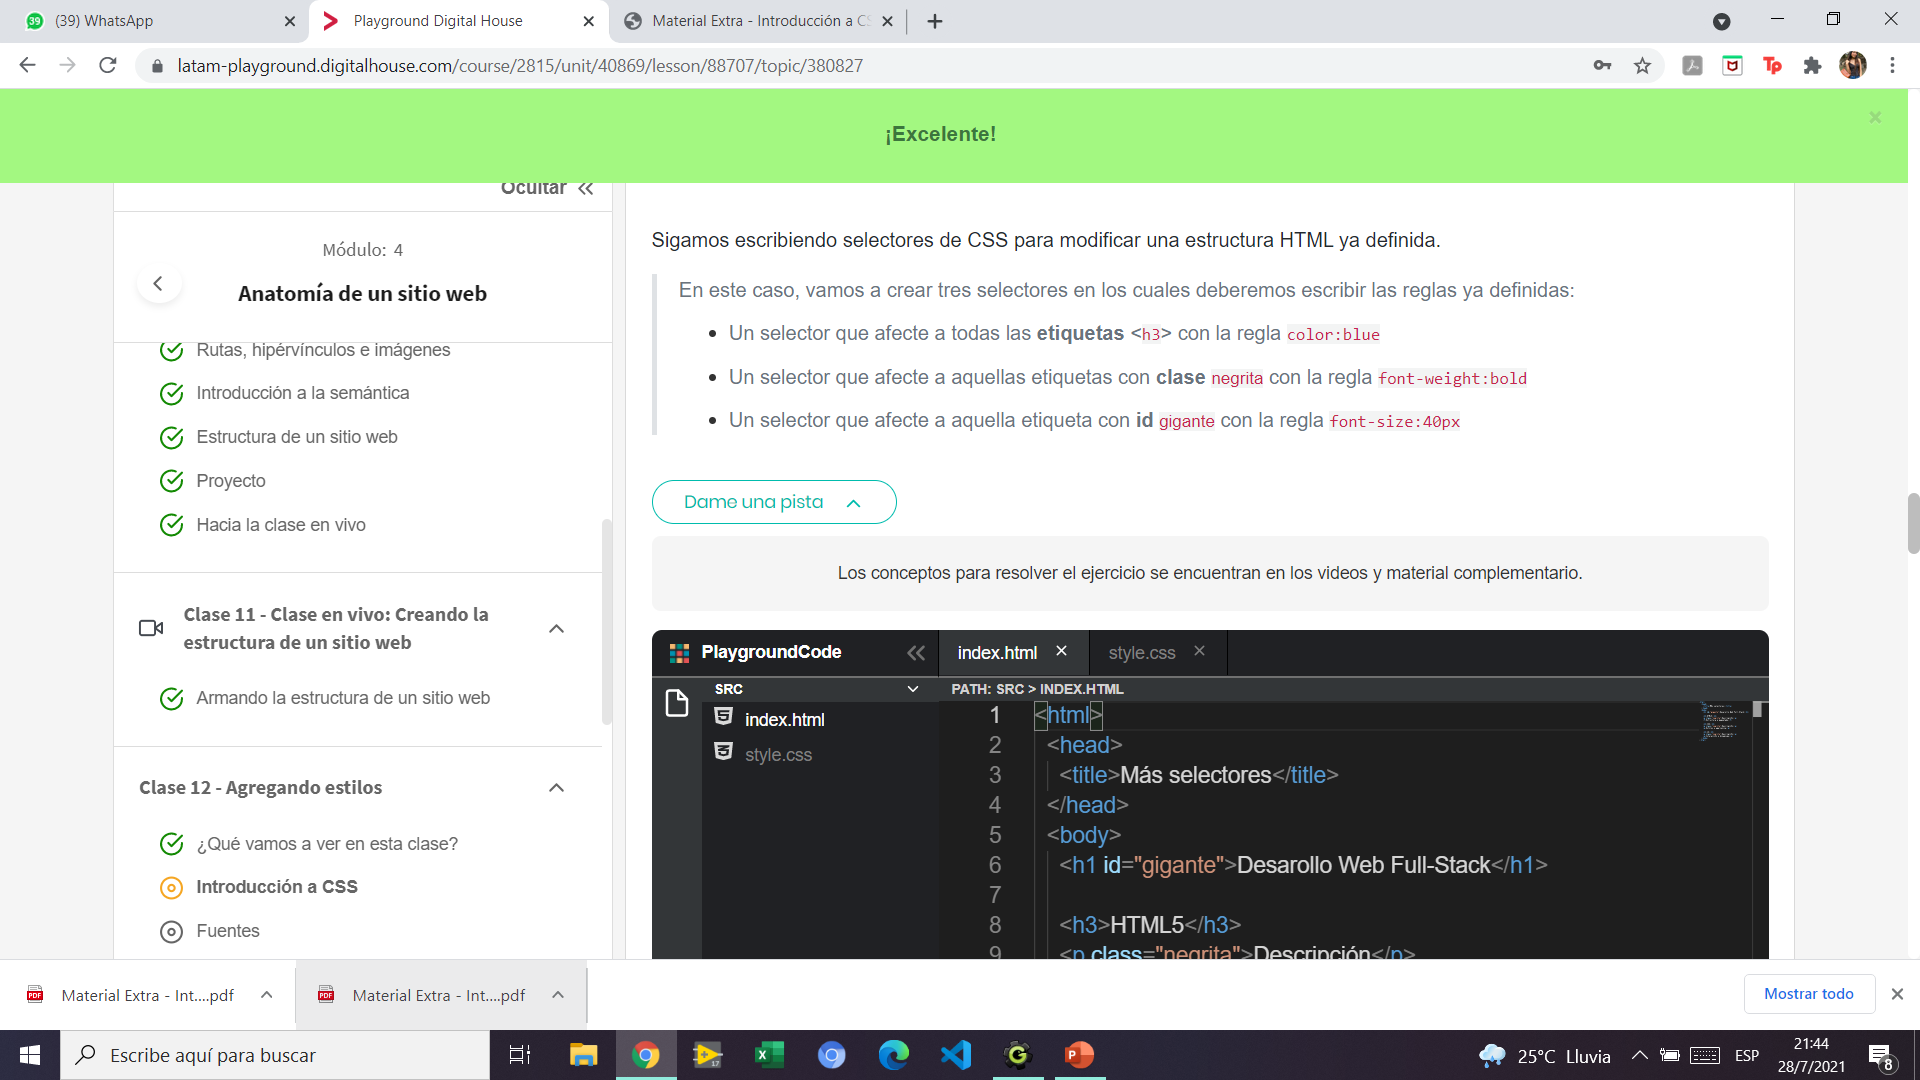 (39) WhatsApp
Playground Digital House
Material Extra - Introducción a CS
latam-playground.digitalhouse.com/course/2815/unit/40869/lesson/88707/topic/380827
¡Excelente!
Ocultar
Módulo: 4
Anatomía de un sitio web
Rutas, hipérvínculos e imágenes
Introducción a la semántica
Estructura de un sitio web
Proyecto
Hacia la clase en vivo
Clase 11 - Clase en vivo: Creando la
estructura de un sitio web
Armando la estructura de un sitio web
Clase 12 - Agregando estilos
¿Qué vamos a ver en esta clase?
Introducción a CSS
Fuentes
Sigamos escribiendo selectores de CSS para modificar una estructura HTML ya definida.
En este caso, vamos a crear tres selectores en los cuales deberemos escribir las reglas ya definidas:
• Un selector que afecte a todas las etiquetas <h3> con la regla color:blue
• Un selector que afecte a aquellas etiquetas con clase negrita con la regla font-weight:bold
• Un selector que afecte a aquella etiqueta con id gigante con la regla font-size:40px
Dame una pista
Los conceptos para resolver el ejercicio se encuentran en los videos y material complementario.
PlaygroundCode
index.html
style.css
SRC
PATH: SRC > INDEX.HTML
index.html
style.css
1 <html>
2 <head>
3 <title>Más selectores</title>
4 </head>
5 <body>
6 <h1 id="gigante">Desarollo Web Full-Stack</h1>
7
8 <h3>HTML5</h3>
9 <p class="negrita">Descripción</p>
Material Extra - Int....pdf
Material Extra - Int....pdf
Mostrar todo
Escribe aquí para buscar
25°C Lluvia
ESP
21:44
28/7/2021
8